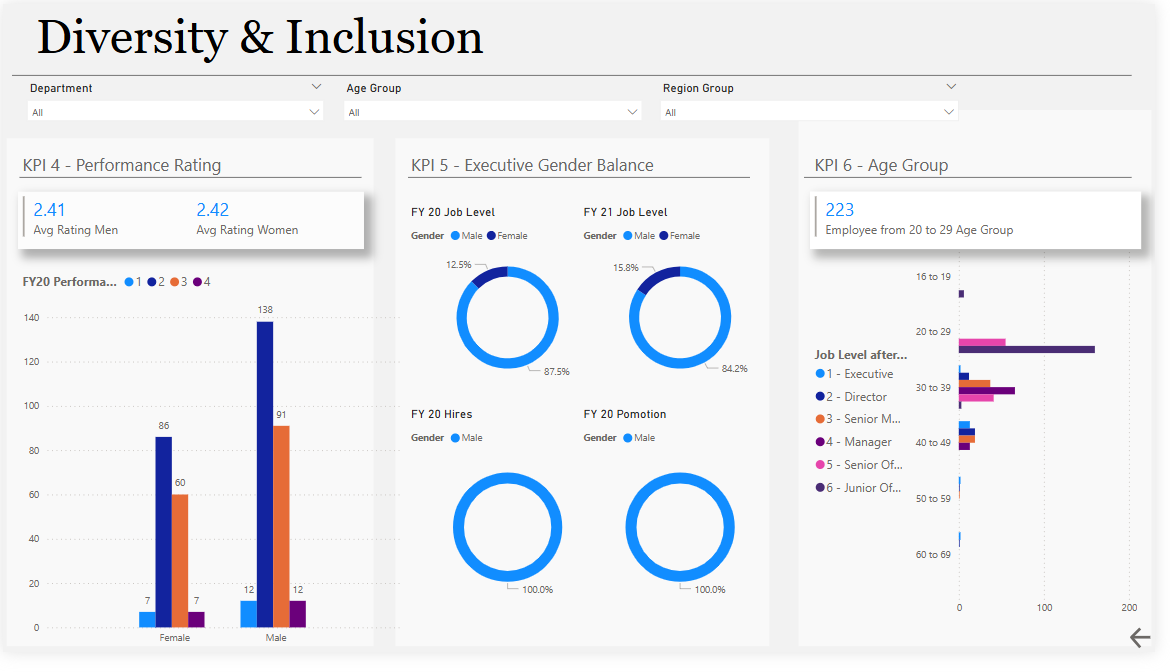 Diversity & Inclusion
Department
Age Group
Region Group
All
All
All
KPI 4 - Performance Rating
2.41
Avg Rating Men
2.42
Avg Rating Women
FY20 Performa... 1 2 3 4
140
120
100
80
60
40
20
0
7
86
60
7
12
138
91
12
Female
Male
KPI 5 - Executive Gender Balance
FY 20 Job Level
Gender Male Female
12.5%
87.5%
FY 21 Job Level
Gender Male Female
15.8%
84.2%
FY 20 Hires
Gender Male
100.0%
FY 20 Pomotion
Gender Male
100.0%
KPI 6 - Age Group
223
Employee from 20 to 29 Age Group
Job Level after...
1 - Executive
2 - Director
3 - Senior M...
4 - Manager
5 - Senior Of...
6 - Junior Of...
16 to 19
20 to 29
30 to 39
40 to 49
50 to 59
60 to 69
0
100
200